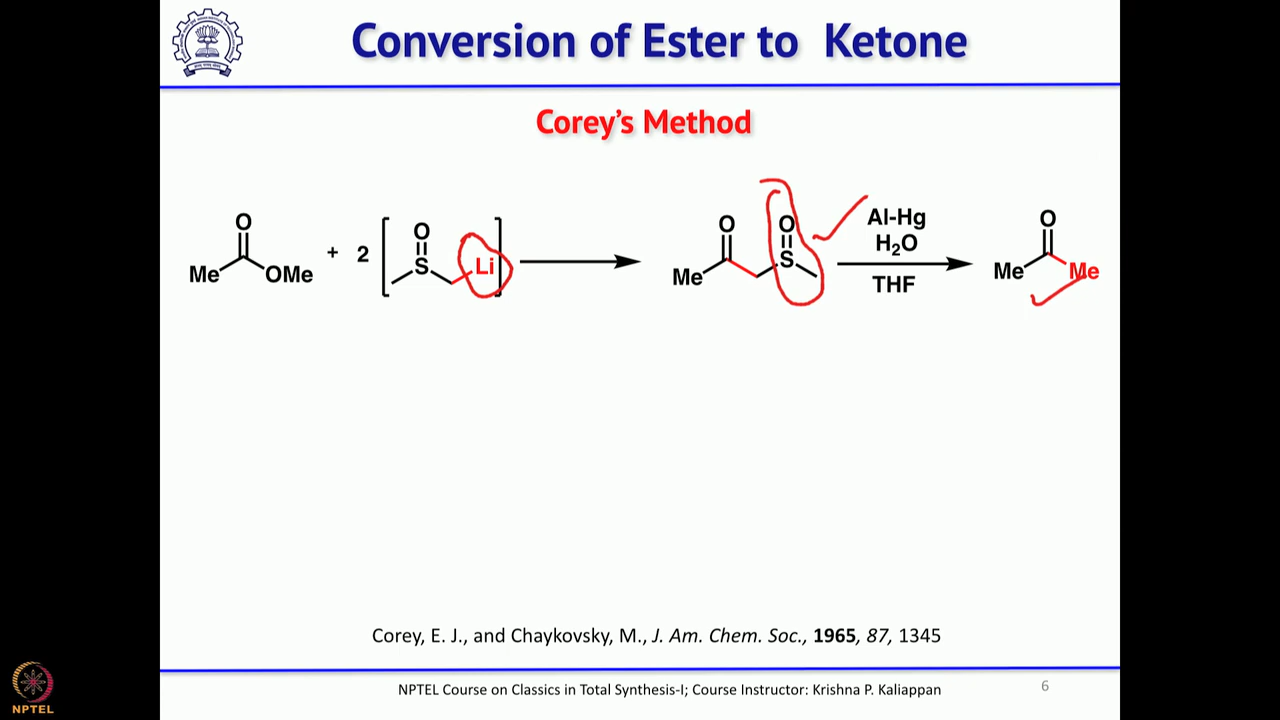 Conversion of Ester to Ketone
Corey's Method
O
Me
OMe
+ 2
O
S
Li
O
O
Me
S
Al-Hg
H2O
THF
O
Me
Me
Corey, E. J., and Chaykovsky, M., J. Am. Chem. Soc., 1965, 87, 1345
NPTEL Course on Classics in Total Synthesis-I; Course Instructor: Krishna P. Kaliappan
6
NPTEL